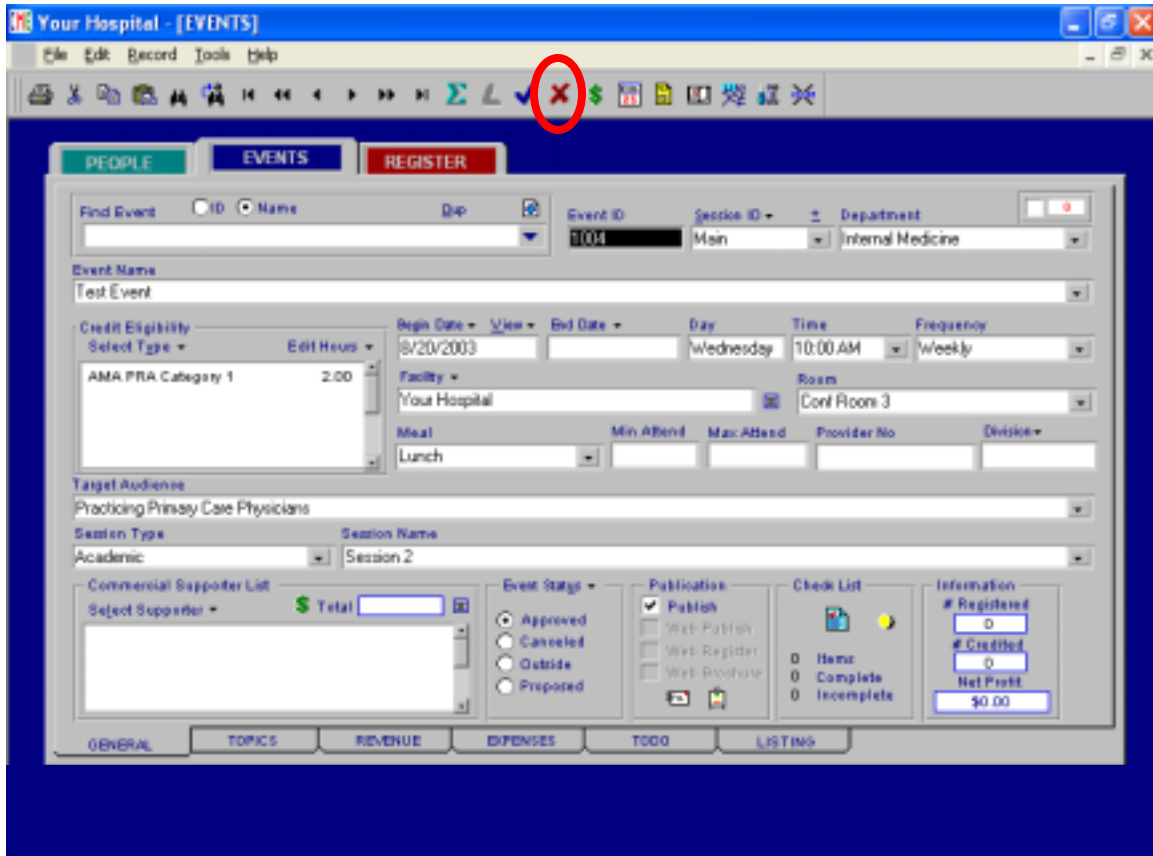 CME Your Hospital - [EVENTS]
File Edit Record Tools Help
PEOPLE EVENTS REGISTER
Find Event ID Name Dup
Event ID Session ID ± Department 0
1004 Main Internal Medicine
Event Name
Test Event
Credit Eligibility
Select Type Edit Hours
AMA PRA Category 1 2.00
Begin Date View End Date Day Time Frequency
8/20/2003 Wednesday 10:00 AM Weekly
Facility Room
Your Hospital Conf Room 3
Meal Min Attend Max Attend Provider No Division
Lunch
Target Audience
Practicing Primary Care Physicians
Session Type Session Name
Academic Session 2
Commercial Supporter List
Select Supporter $ Total
Event Status
Approved
Canceled
Outside
Proposed
Publication
Publish
Web Publish
Web Register
Web Brochure
Check List
0 Items
0 Complete
0 Incomplete
Information
# Registered
0
# Credited
0
Net Profit
$0.00
GENERAL TOPICS REVENUE EXPENSES TODO LISTING